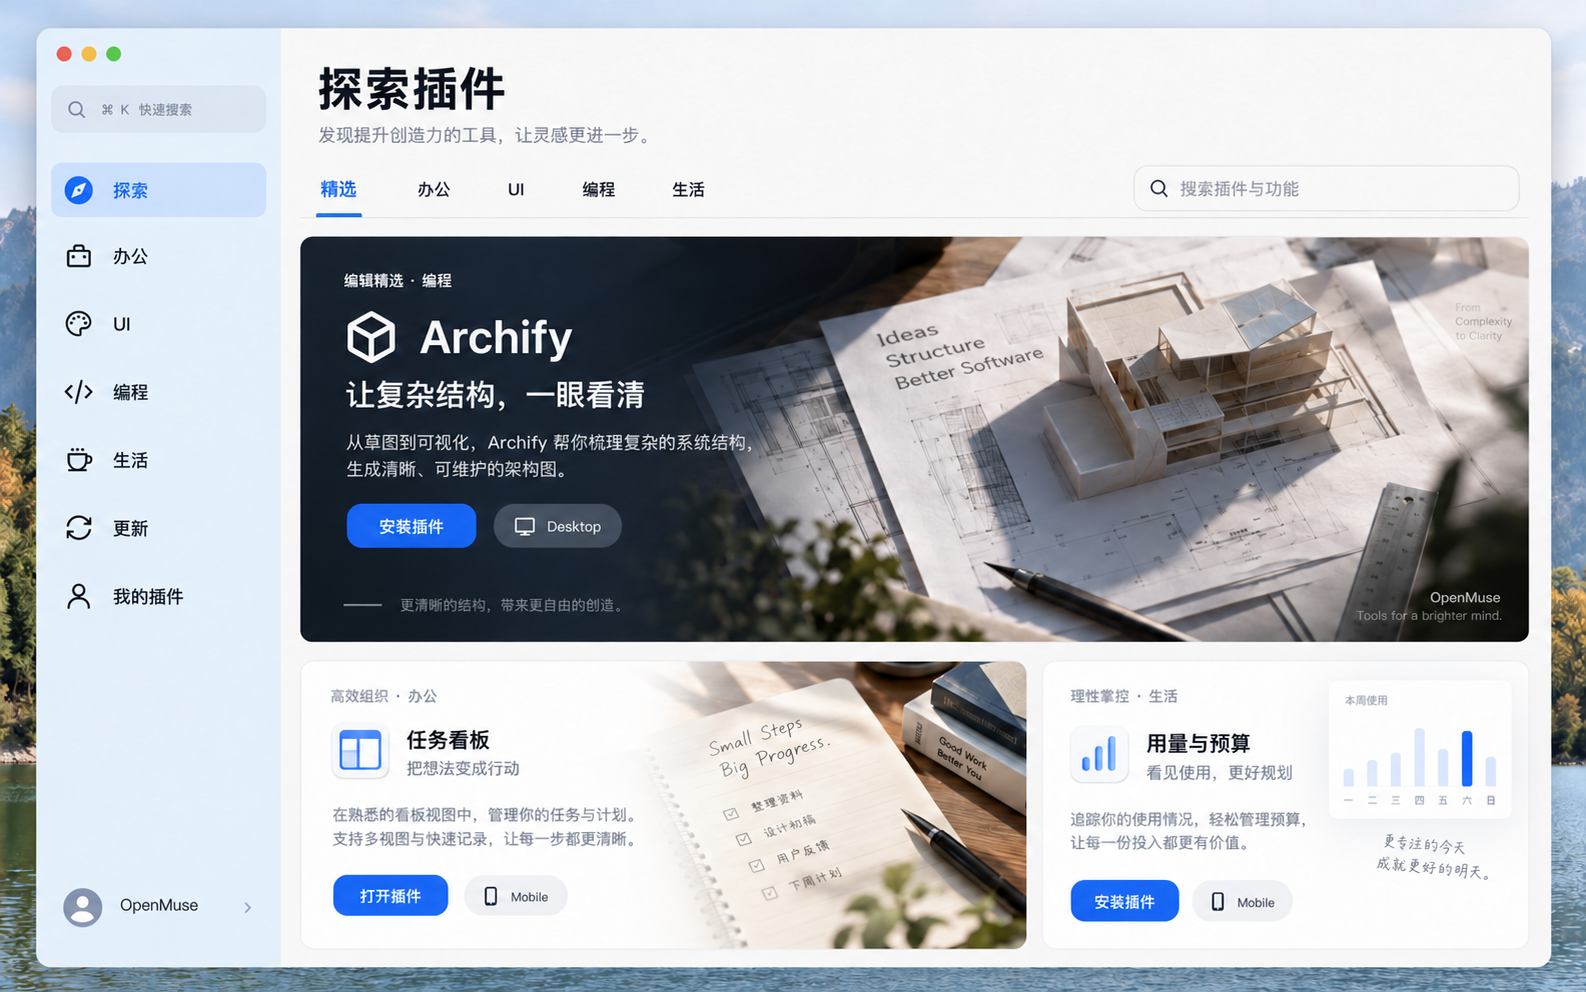 ⌘ K 快速搜索
探索
办公
UI
编程
生活
更新
我的插件
OpenMuse
探索插件
发现提升创造力的工具，让灵感更进一步。
精选
办公
UI
编程
生活
搜索插件与功能
编辑精选 · 编程
Archify
让复杂结构，一眼看清
从草图到可视化，Archify 帮你梳理复杂的系统结构，
生成清晰、可维护的架构图。
安装插件
Desktop
更清晰的结构，带来更自由的创造。
Ideas
Structure
Better Software
From
Complexity
to Clarity
OpenMuse
Tools for a brighter mind.
高效组织 · 办公
任务看板
把想法变成行动
在熟悉的看板视图中，管理你的任务与计划。
支持多视图与快速记录，让每一步都更清晰。
打开插件
Mobile
Small Steps
Big Progress.
整理资料
设计初稿
用户反馈
下周计划
Good Work
Better You
理性掌控 · 生活
用量与预算
看见使用，更好规划
追踪你的使用情况，轻松管理预算，
让每一份投入都更有价值。
安装插件
Mobile
本周使用
一 二 三 四 五 六 日
更专注的今天
成就更好的明天。